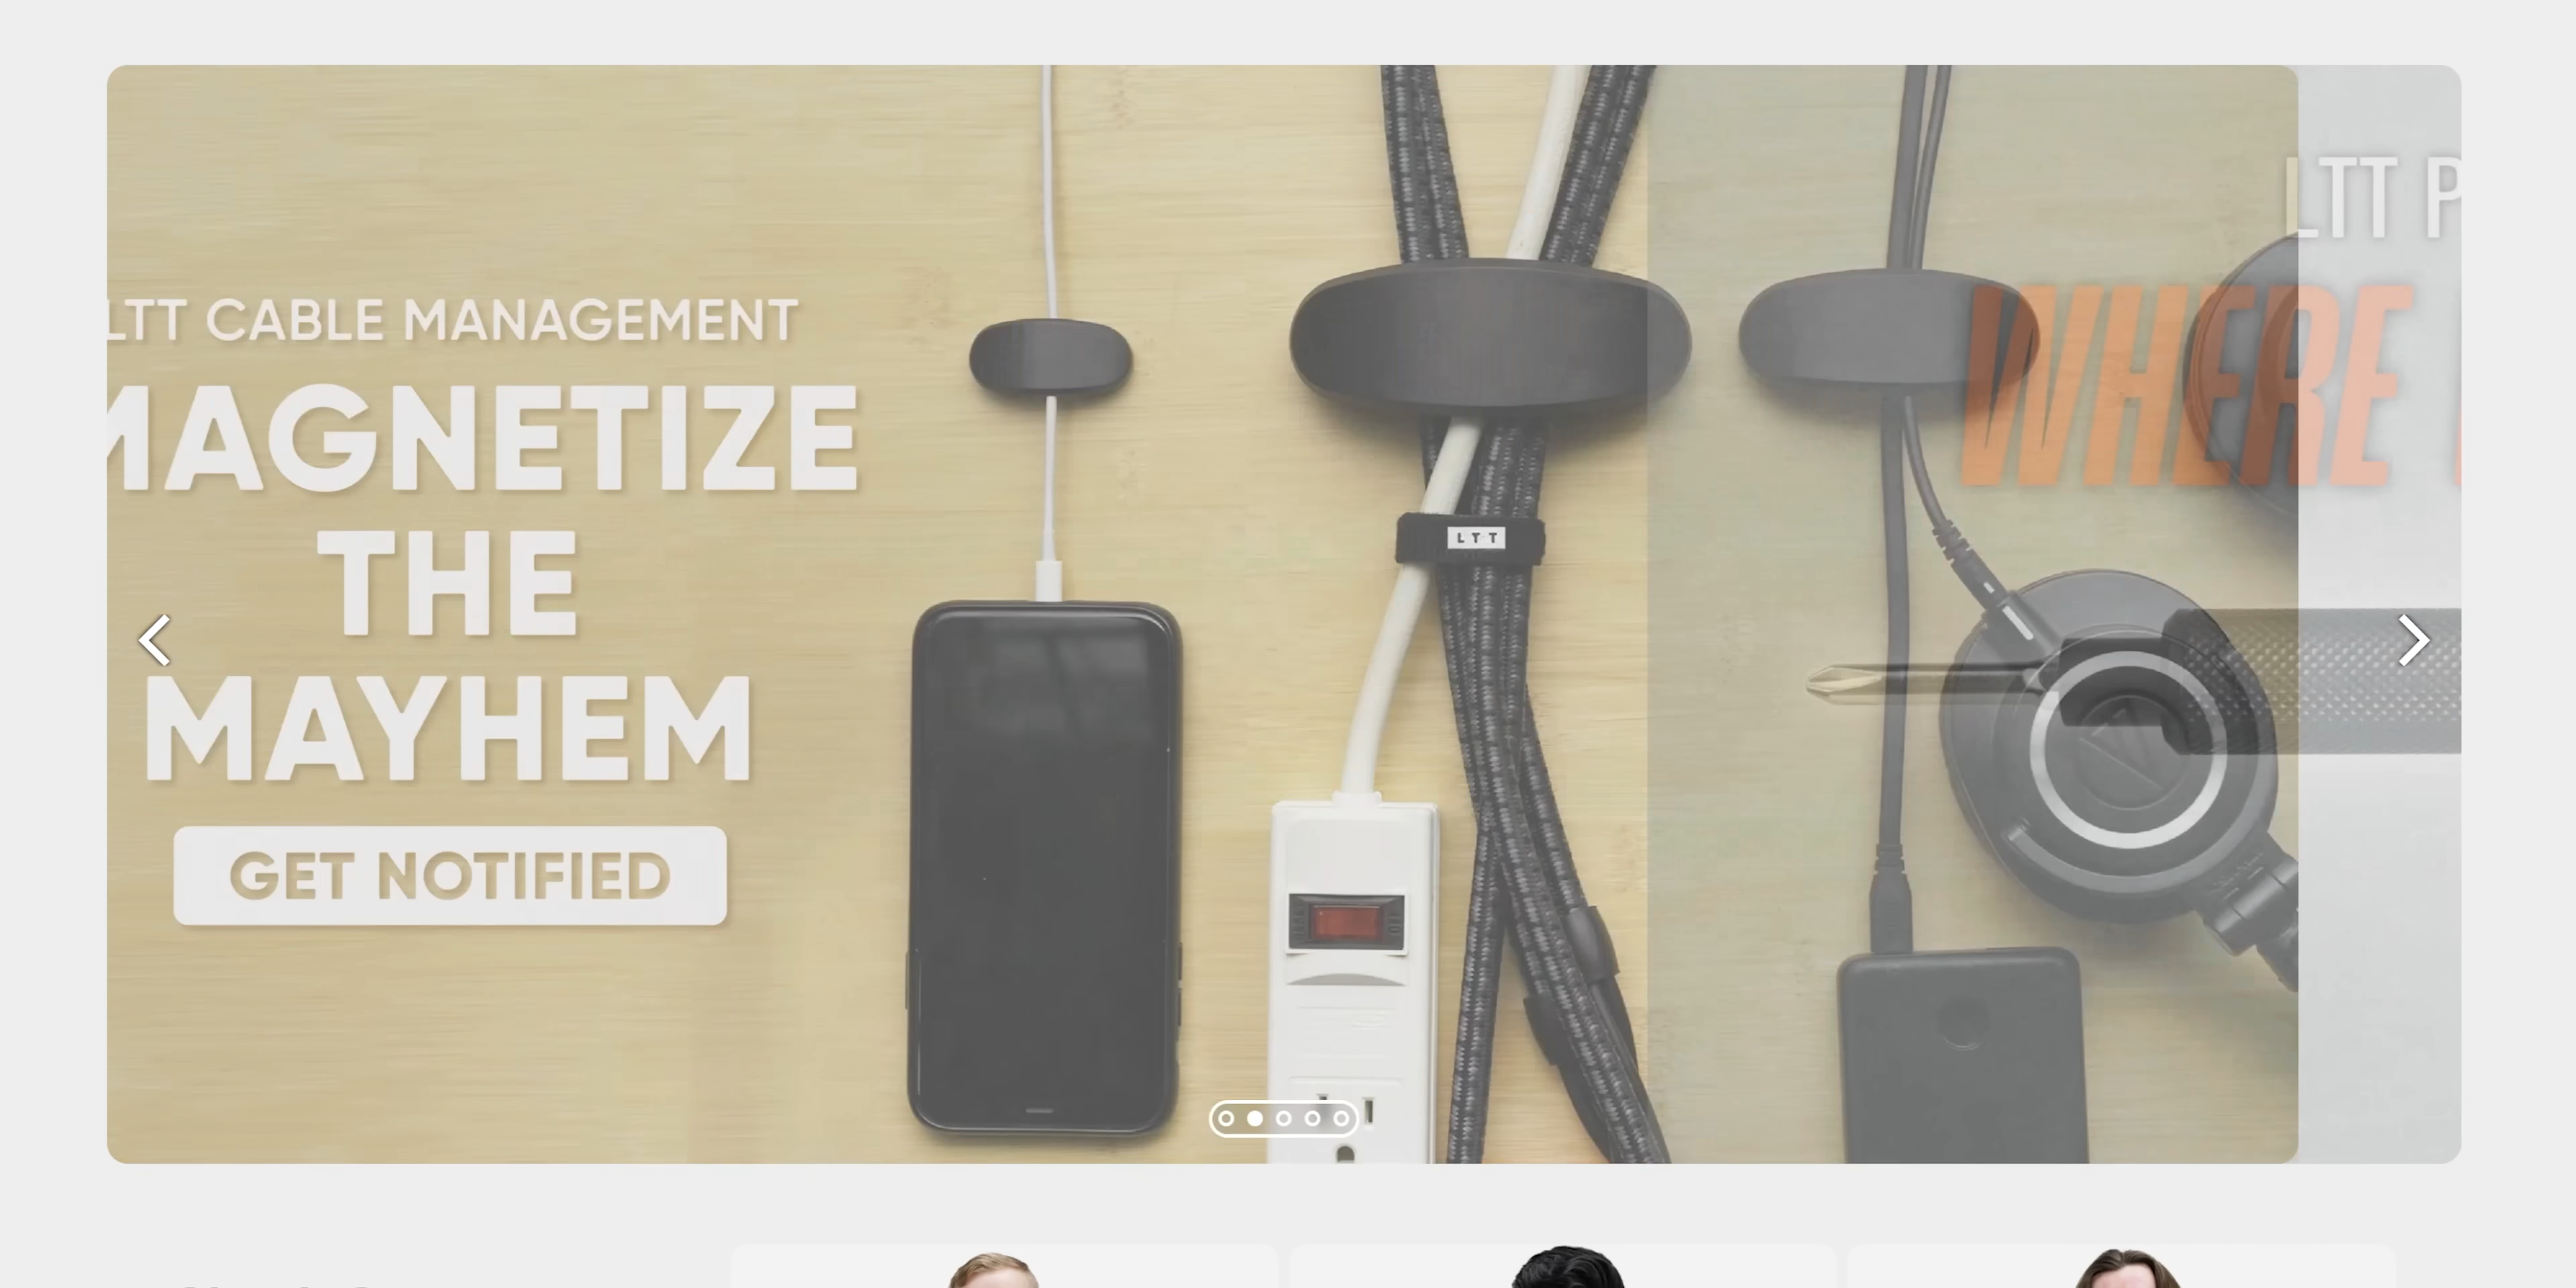 LTT CABLE MANAGEMENT
MAGNETIZE
THE
MAYHEM
GET NOTIFIED
LTT
LTT
WHERE